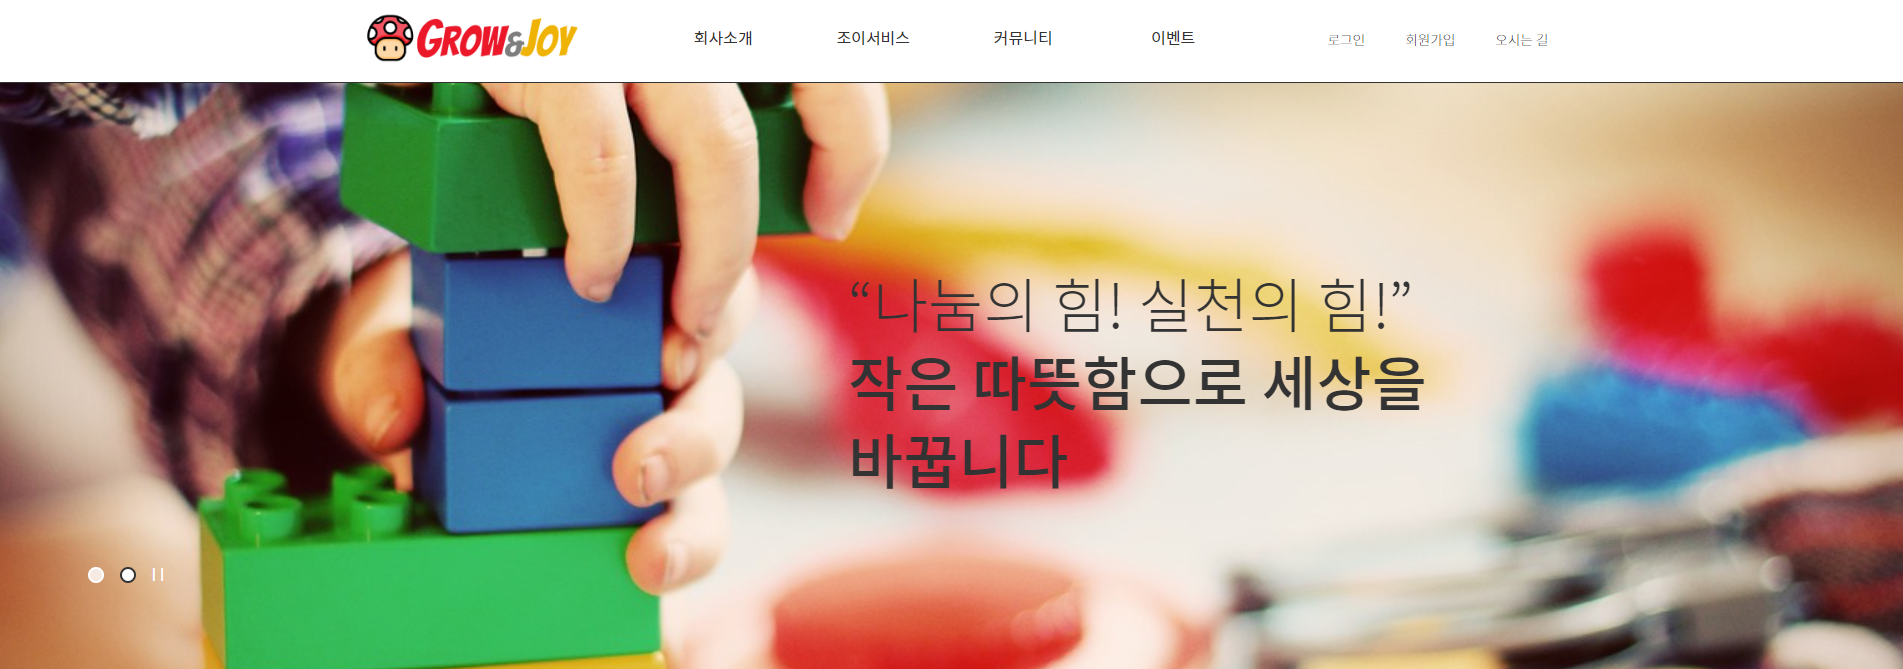 GROW&JOY
회사소개 조이서비스 커뮤니티 이벤트 로그인 회원가입 오시는 길
“나눔의 힘! 실천의 힘!”
작은 따뜻함으로 세상을
바꿉니다